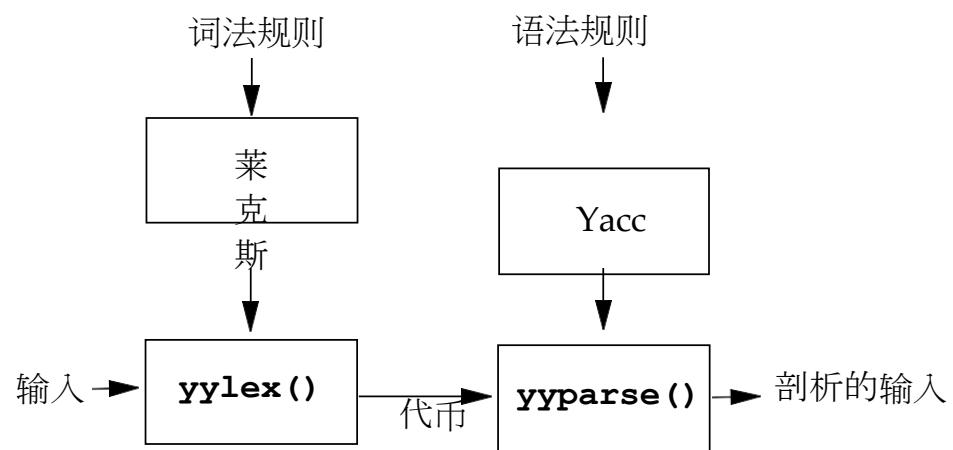 词法规则
语法规则
莱
克
斯
Yacc
输入
yylex()
代币
yyparse()
剖析的输入